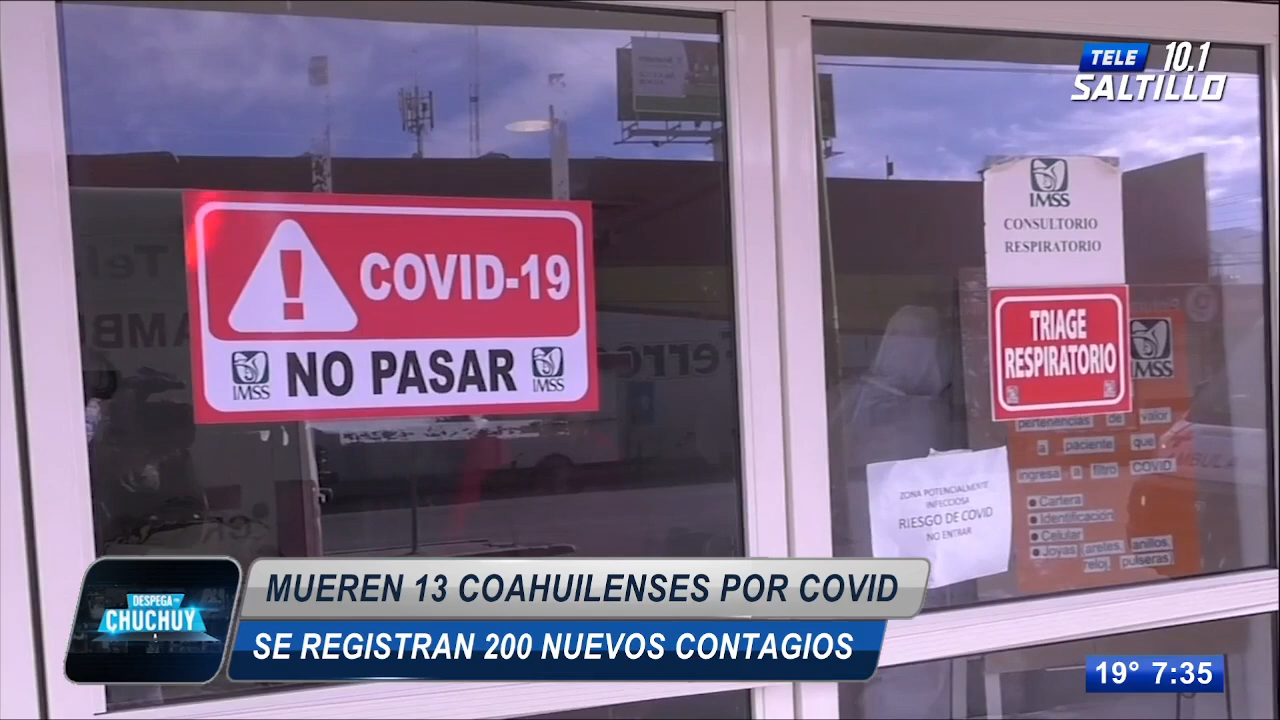 TELE 10.1
SALTILLO
COVID-19
IMSS NO PASAR IMSS
IMSS
CONSULTORIO
RESPIRATORIO
TRIAGE
RESPIRATORIO
IMSS
pertenencias de valor
a paciente que
ingresa a filtro COVID
Cartera
Identificación
Celular
Joyas aretes, anillos,
reloj, pulseras
ZONA POTENCIALMENTE
INFECCIOSA
RIESGO DE COVID
NO ENTRAR
DESPEGA
CHUCHUY
MUEREN 13 COAHUILENSES POR COVID
SE REGISTRAN 200 NUEVOS CONTAGIOS
19° 7:35